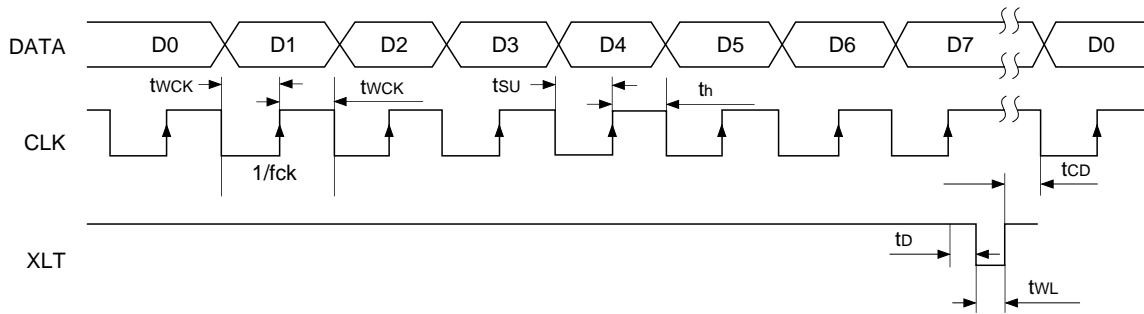 DATA D0 D1 D2 D3 D4 D5 D6 D7 D0
tWCK tWCK tSU th
CLK
1/fck tCD
tD
XLT
tWL